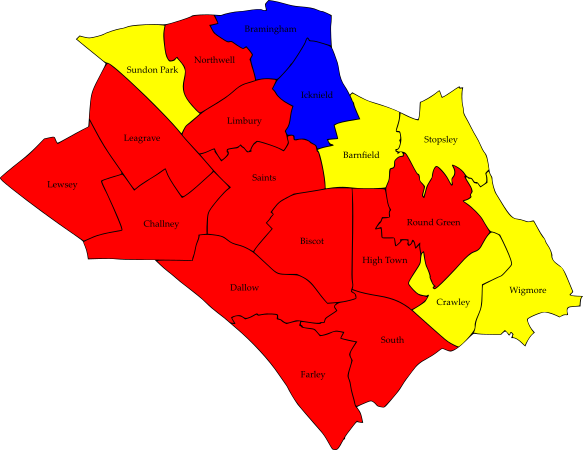 Bramingham
Northwell
Sundon Park
Icknield
Limbury
Leagrave
Stopsley
Barnfield
Saints
Lewsey
Challney
Round Green
Biscot
High Town
Dallow
Wigmore
Crawley
South
Farley